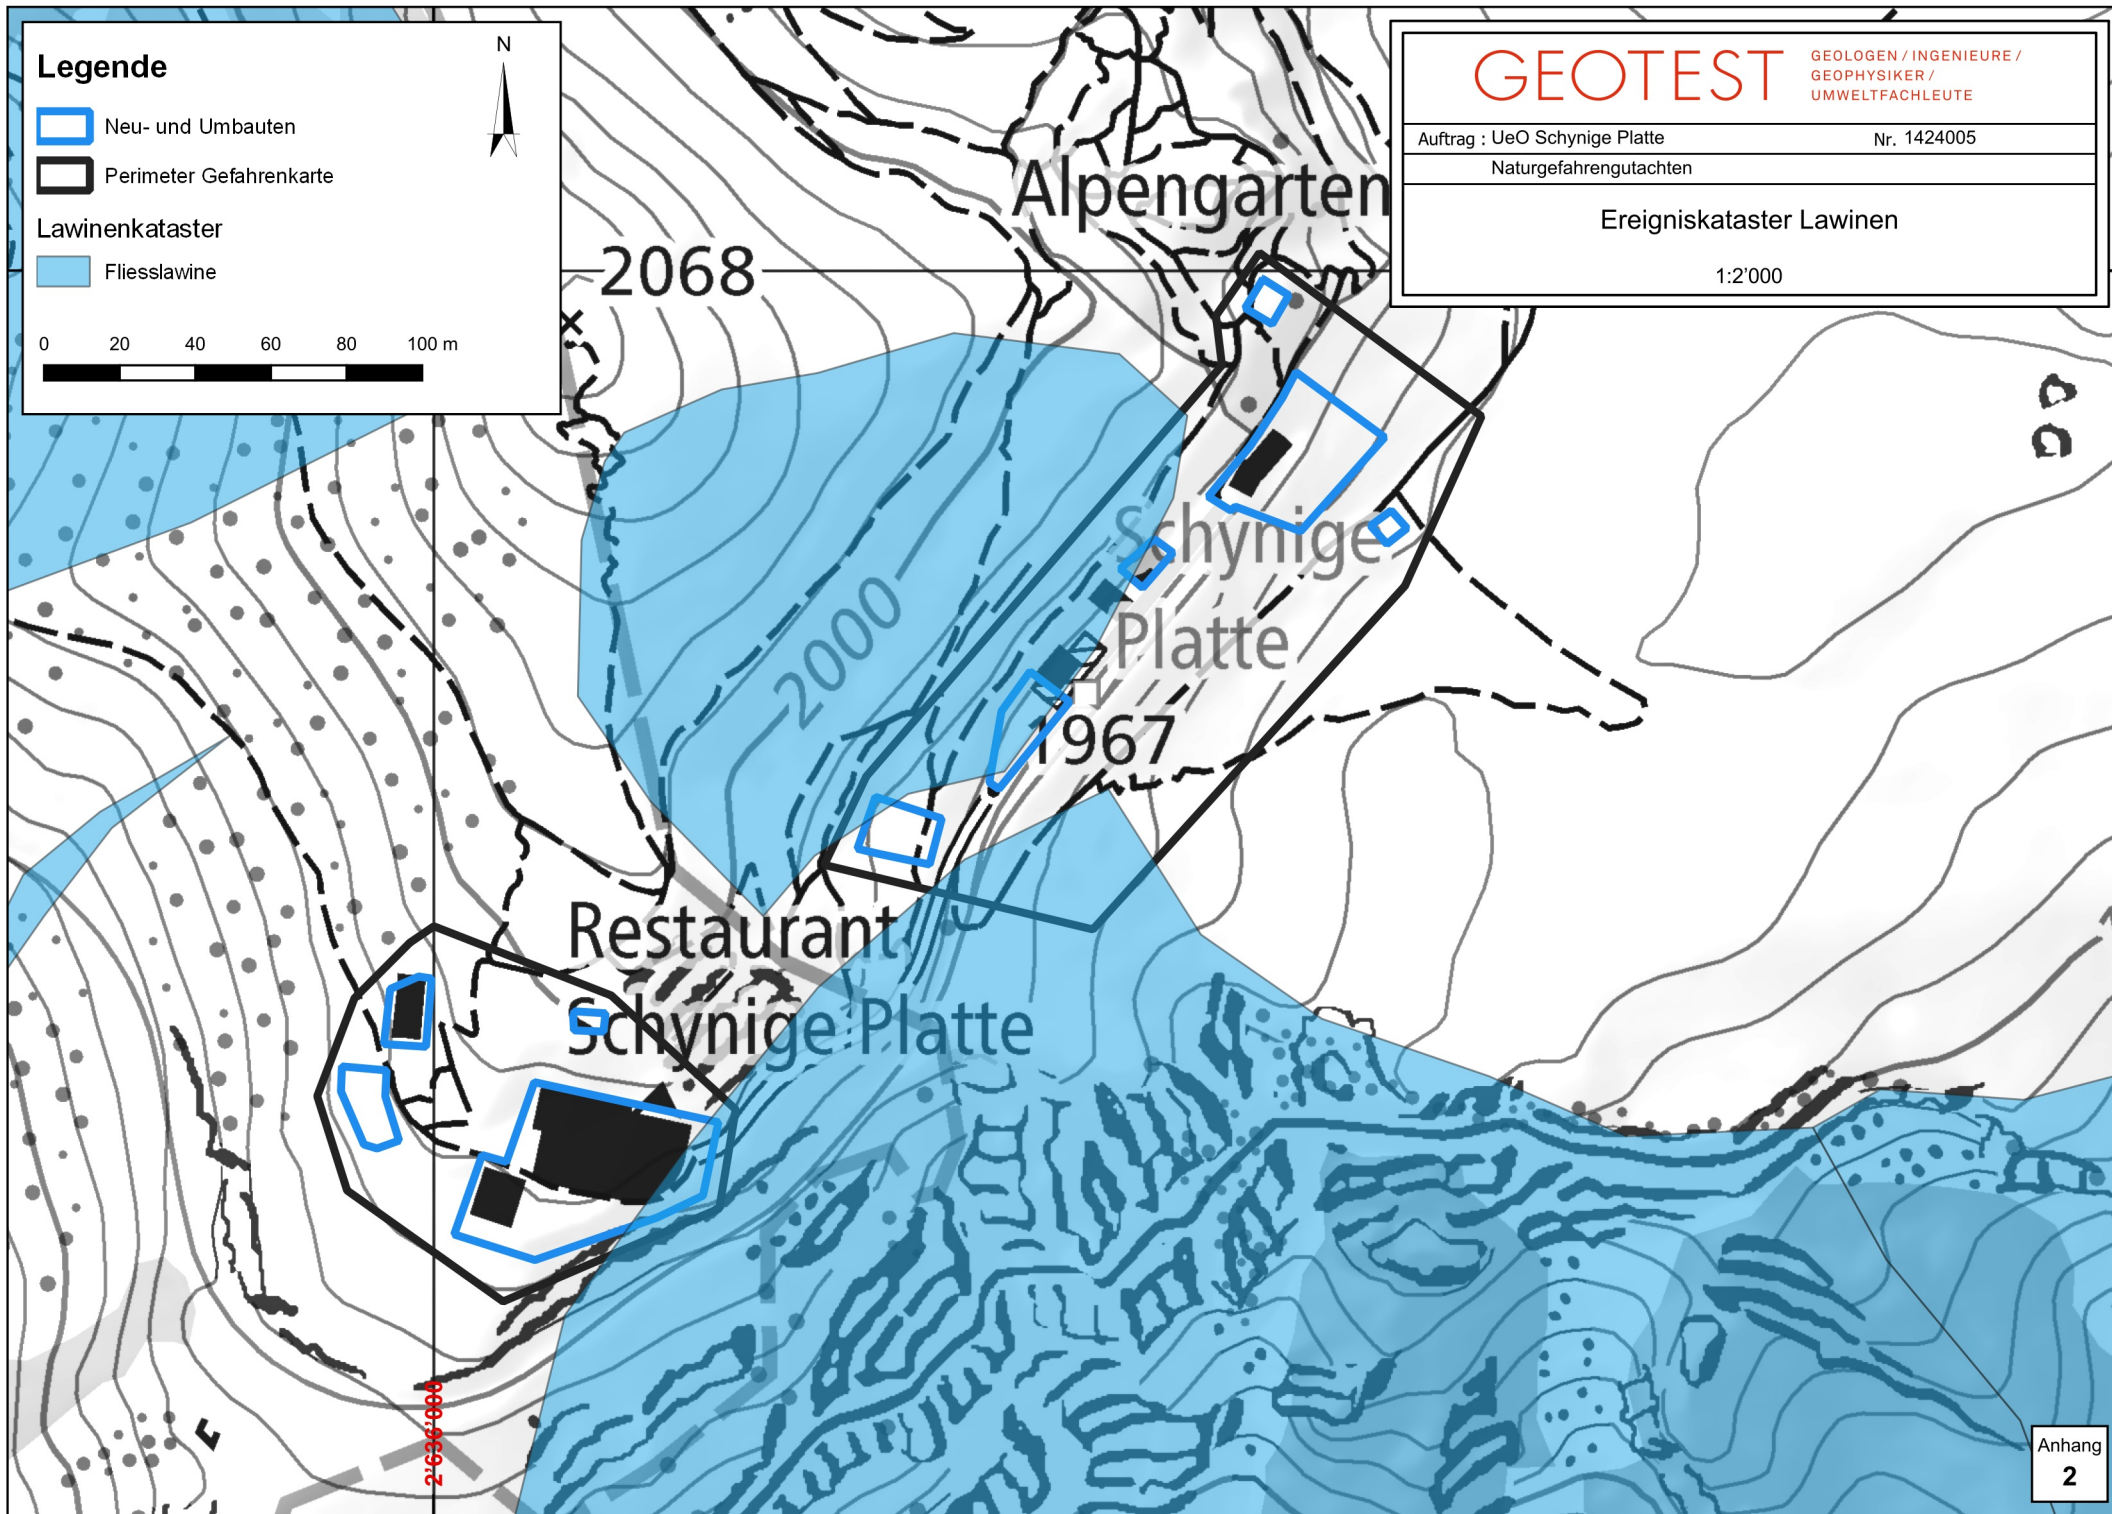 Legende
N
Neu- und Umbauten
Perimeter Gefahrenkarte
Lawinenkataster
Fliesslawine
0 20 40 60 80 100 m
GEOTEST
GEOLOGEN / INGENIEURE /
GEOPHYSIKER /
UMWELTFACHLEUTE
Auftrag : UeO Schynige Platte Nr. 1424005
Naturgefahrengutachten
Ereigniskataster Lawinen
1:2'000
Alpengarten
2068
Schynige
Platte
2000
1967
Restaurant
Schynige Platte
2'636'000
Anhang
2